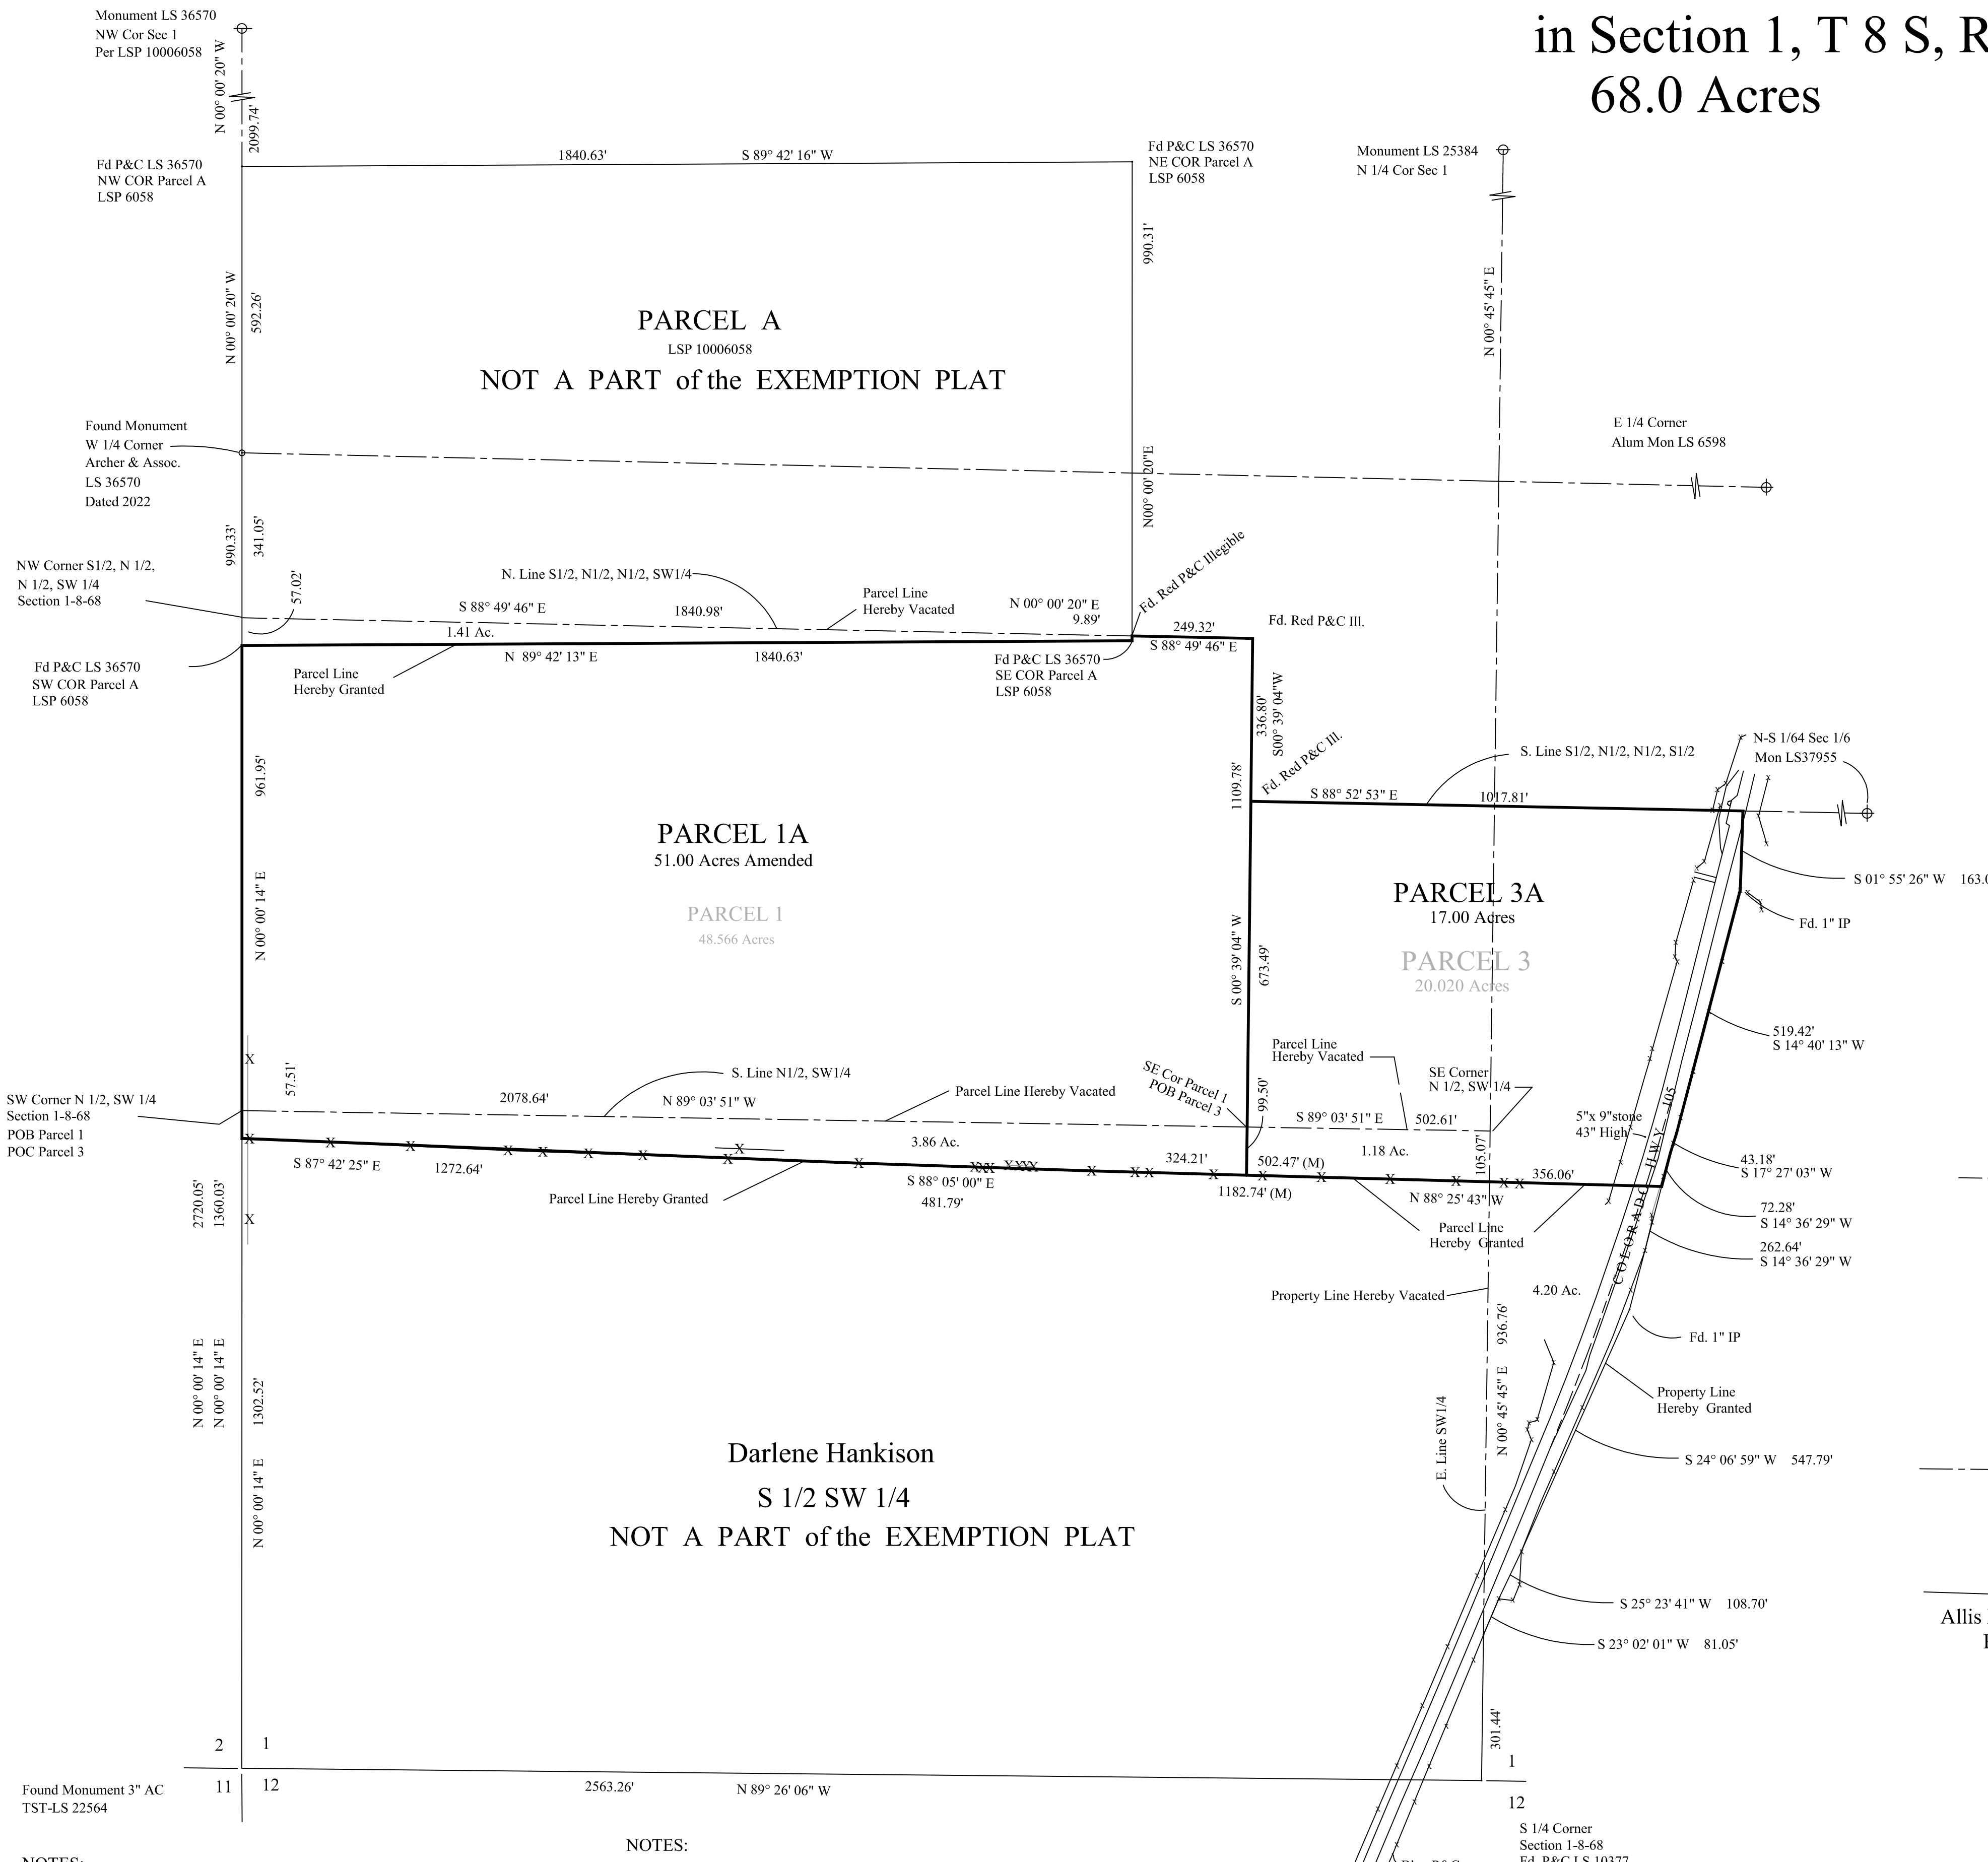 in Section 1, T 8 S, R
68.0 Acres
Monument LS 36570
NW Cor Sec 1
Per LSP 10006058
N 00° 00' 20" W
2099.74'
Fd P&C LS 36570
NW COR Parcel A
LSP 6058
1840.63'
S 89° 42' 16" W
Fd P&C LS 36570
NE COR Parcel A
LSP 6058
Monument LS 25384
N 1/4 Cor Sec 1
990.31'
N 00° 00' 20" W
592.26'
N 00° 45' 45" E
PARCEL A
LSP 10006058
NOT A PART of the EXEMPTION PLAT
Found Monument
W 1/4 Corner
Archer & Assoc.
LS 36570
Dated 2022
E 1/4 Corner
Alum Mon LS 6598
N00° 00' 20"E
990.33'
341.05'
NW Corner S1/2, N 1/2,
N 1/2, SW 1/4
Section 1-8-68
57.02'
N. Line S1/2, N1/2, N1/2, SW1/4
Parcel Line
Hereby Vacated
S 88° 49' 46" E
1840.98'
N 00° 00' 20" E
9.89'
Fd. Red P&C Illegible
249.32'
S 88° 49' 46" E
Fd. Red P&C Ill.
1.41 Ac.
N 89° 42' 13" E
1840.63'
Fd P&C LS 36570
SW COR Parcel A
LSP 6058
Parcel Line
Hereby Granted
Fd P&C LS 36570
SE COR Parcel A
LSP 6058
336.80'
S00° 39' 04"W
Fd. Red P&C Ill.
1109.78'
S. Line S1/2, N1/2, N1/2, S1/2
N-S 1/64 Sec 1/6
Mon LS37955
S 88° 52' 53" E
1017.81'
961.95'
N 00° 00' 14" E
PARCEL 1A
51.00 Acres Amended
PARCEL 1
48.566 Acres
PARCEL 3A
17.00 Acres
PARCEL 3
20.020 Acres
S 01° 55' 26" W 163.0
Fd. 1" IP
S 00° 39' 04" W
673.49'
519.42'
S 14° 40' 13" W
Parcel Line
Hereby Vacated
SE Corner
N 1/2, SW 1/4
SE Cor Parcel 1
POB Parcel 3
99.50'
X
57.51'
SW Corner N 1/2, SW 1/4
Section 1-8-68
POB Parcel 1
POC Parcel 3
S. Line N1/2, SW1/4
2078.64'
N 89° 03' 51" W
Parcel Line Hereby Vacated
S 89° 03' 51" E
502.61'
5"x 9"stone
43" High
COLORADO HWY 105
3.86 Ac.
1.18 Ac.
105.07'
S 87° 42' 25" E
1272.64'
X X X X X X X X X X XXX XXXX X X X X X X X X X X
324.21'
502.47' (M)
356.06'
43.18'
S 17° 27' 03" W
Parcel Line Hereby Granted
S 88° 05' 00" E
481.79'
1182.74' (M)
N 88° 25' 43" W
Parcel Line
Hereby Granted
72.28'
S 14° 36' 29" W
262.64'
S 14° 36' 29" W
2720.05'
1360.03'
X
Property Line Hereby Vacated
4.20 Ac.
936.76'
Fd. 1" IP
N 00° 00' 14" E
N 00° 00' 14" E
1302.52'
N 00° 00' 14" E
N 00° 45' 45" E
E. Line SW1/4
Property Line
Hereby Granted
Darlene Hankison
S 1/2 SW 1/4
NOT A PART of the EXEMPTION PLAT
S 24° 06' 59" W 547.79'
S 25° 23' 41" W 108.70'
S 23° 02' 01" W 81.05'
Allis
301.44'
2 1
11 12
1
12
Found Monument 3" AC
TST-LS 22564
2563.26'
N 89° 26' 06" W
S 1/4 Corner
Section 1-8-68
Fd. P&C LS 10377
NOTES:
NOTES: